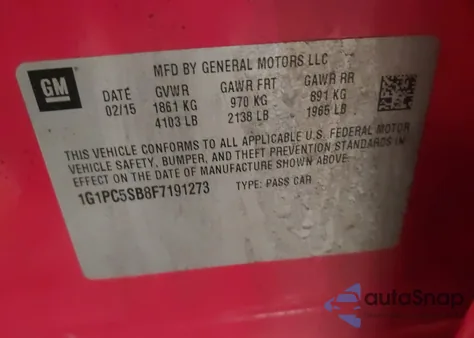 GM
MFD BY GENERAL MOTORS LLC
02/15 GVWR GAWR FRT GAWR RR
1861 KG 970 KG 891 KG
4103 LB 2138 LB 1965 LB
THIS VEHICLE CONFORMS TO ALL APPLICABLE U.S. FEDERAL MOTOR
VEHICLE SAFETY, BUMPER, AND THEFT PREVENTION STANDARDS IN
EFFECT ON THE DATE OF MANUFACTURE SHOWN ABOVE.
1G1PC5SB8F7191273 TYPE: PASS CAR
autoSnap